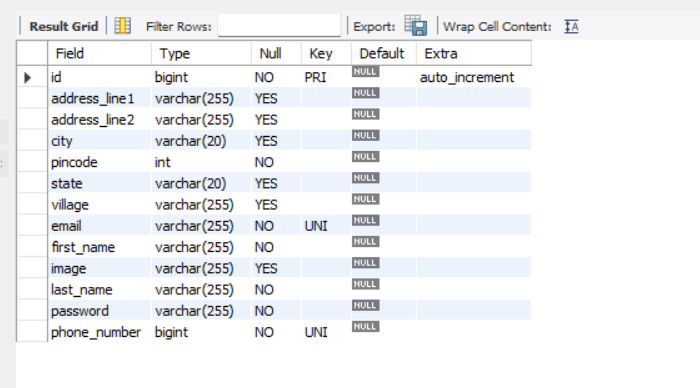 Result Grid Filter Rows: Export: Wrap Cell Content: IA
Field Type Null Key Default Extra
id bigint NO PRI NULL auto_increment
address_line1 varchar(255) YES NULL
address_line2 varchar(255) YES NULL
city varchar(20) YES NULL
pincode int NO NULL
state varchar(20) YES NULL
village varchar(255) YES NULL
email varchar(255) NO UNI NULL
first_name varchar(255) NO NULL
image varchar(255) YES NULL
last_name varchar(255) NO NULL
password varchar(255) NO NULL
phone_number bigint NO UNI NULL